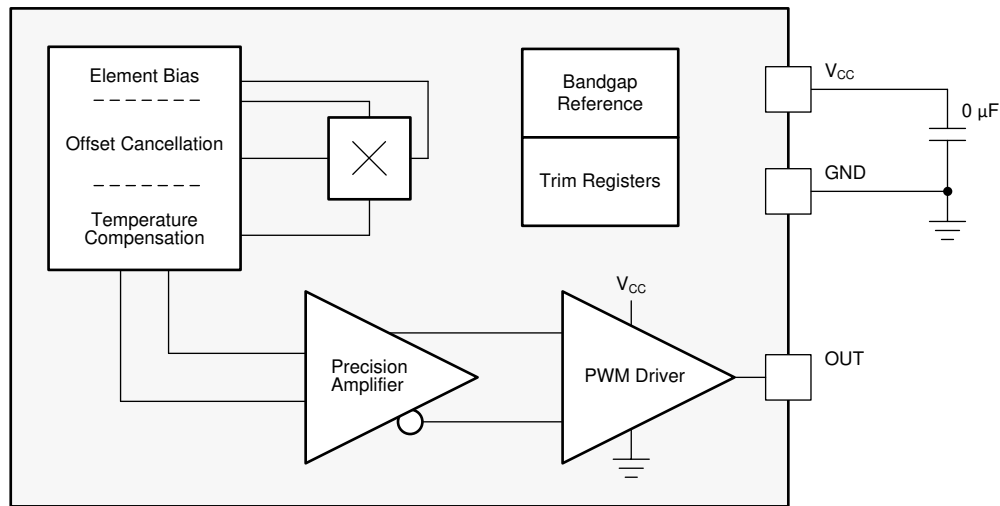 Element Bias
Offset Cancellation
Temperature
Compensation
Bandgap
Reference
Trim Registers
VCC
0 µF
GND
Precision
Amplifier
VCC
PWM Driver
OUT